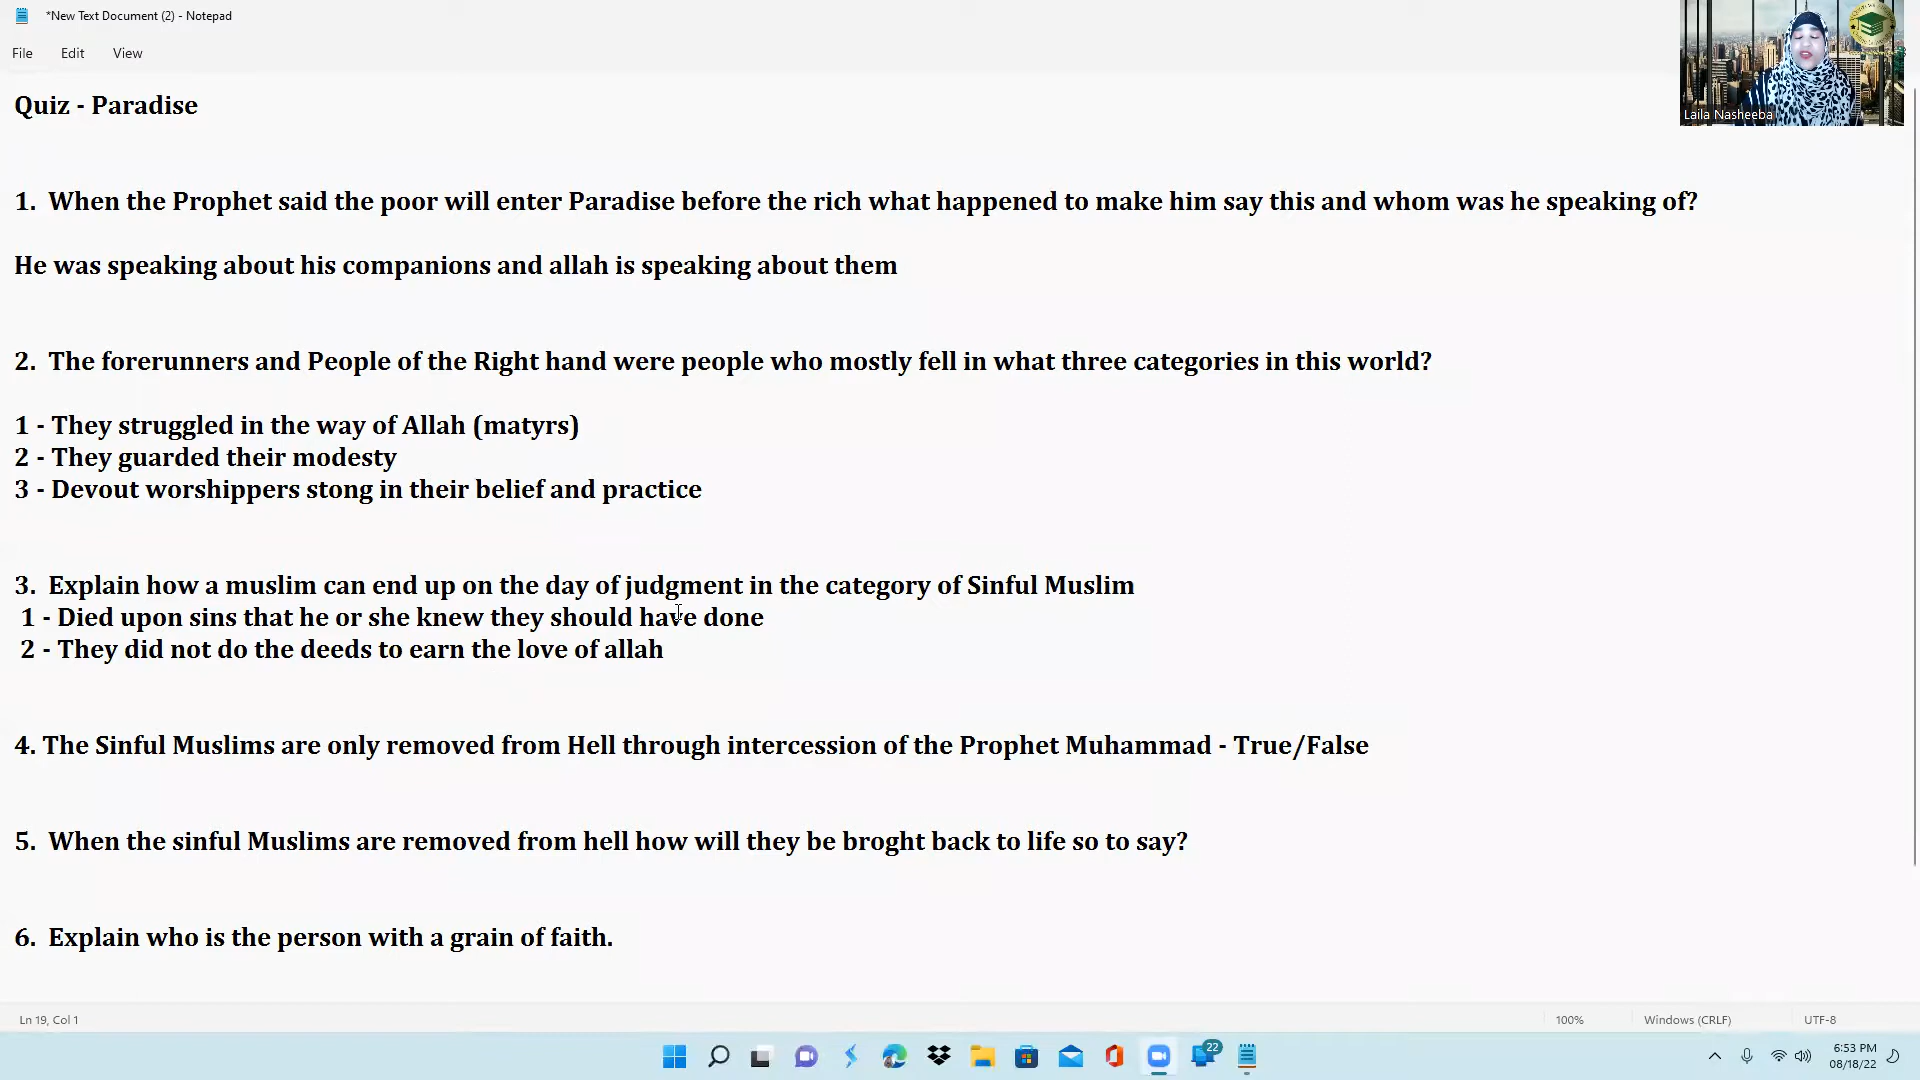 *New Text Document (2) - Notepad
File Edit View
Laila Nasheeba
Quiz - Paradise
1. When the Prophet said the poor will enter Paradise before the rich what happened to make him say this and whom was he speaking of?
He was speaking about his companions and allah is speaking about them
2. The forerunners and People of the Right hand were people who mostly fell in what three categories in this world?
1 - They struggled in the way of Allah (matyrs)
2 - They guarded their modesty
3 - Devout worshippers stong in their belief and practice
3. Explain how a muslim can end up on the day of judgment in the category of Sinful Muslim
1 - Died upon sins that he or she knew they should have done
2 - They did not do the deeds to earn the love of allah
4. The Sinful Muslims are only removed from Hell through intercession of the Prophet Muhammad - True/False
5. When the sinful Muslims are removed from hell how will they be broght back to life so to say?
6. Explain who is the person with a grain of faith.
Ln 19, Col 1 100% Windows (CRLF) UTF-8
22
6:53 PM
08/18/22